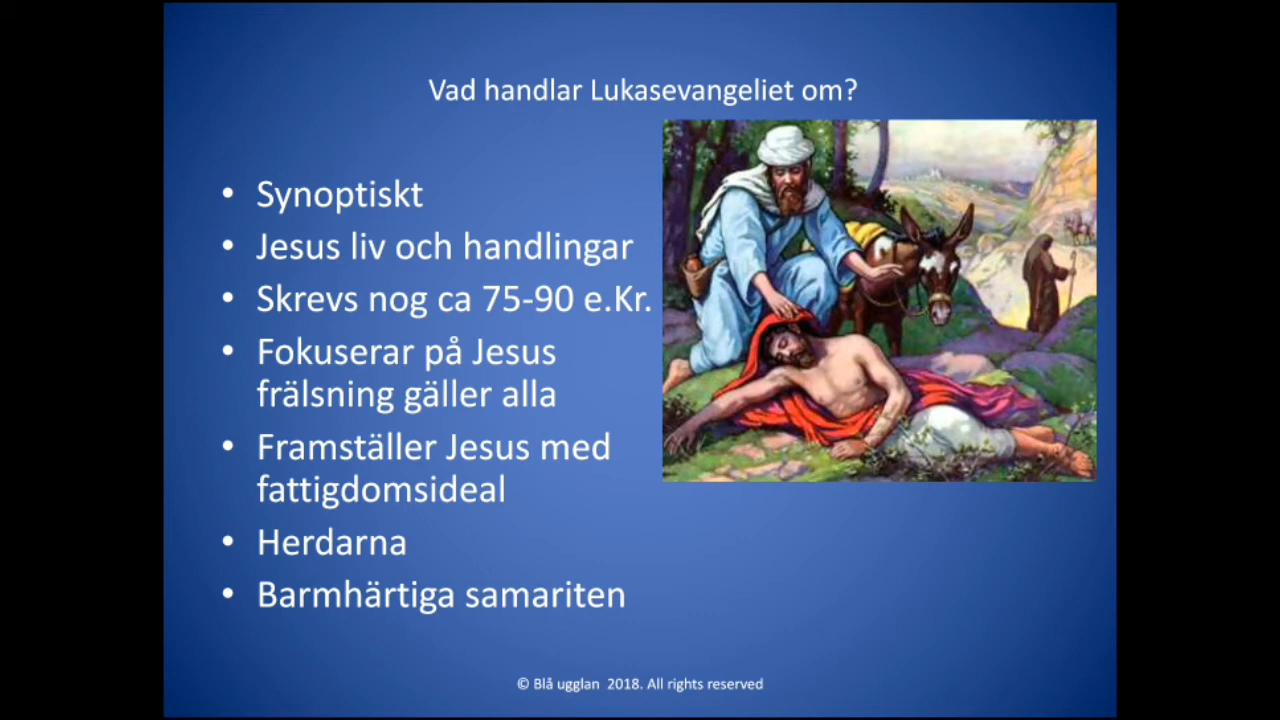 Vad handlar Lukasevangeliet om?
• Synoptiskt
• Jesus liv och handlingar
• Skrevs nog ca 75-90 e.Kr.
• Fokuserar på Jesus
frälsning gäller alla
• Framställer Jesus med
fattigdomsideal
• Herdarna
• Barmhärtiga samariten
© Blå ugglan 2018. All rights reserved